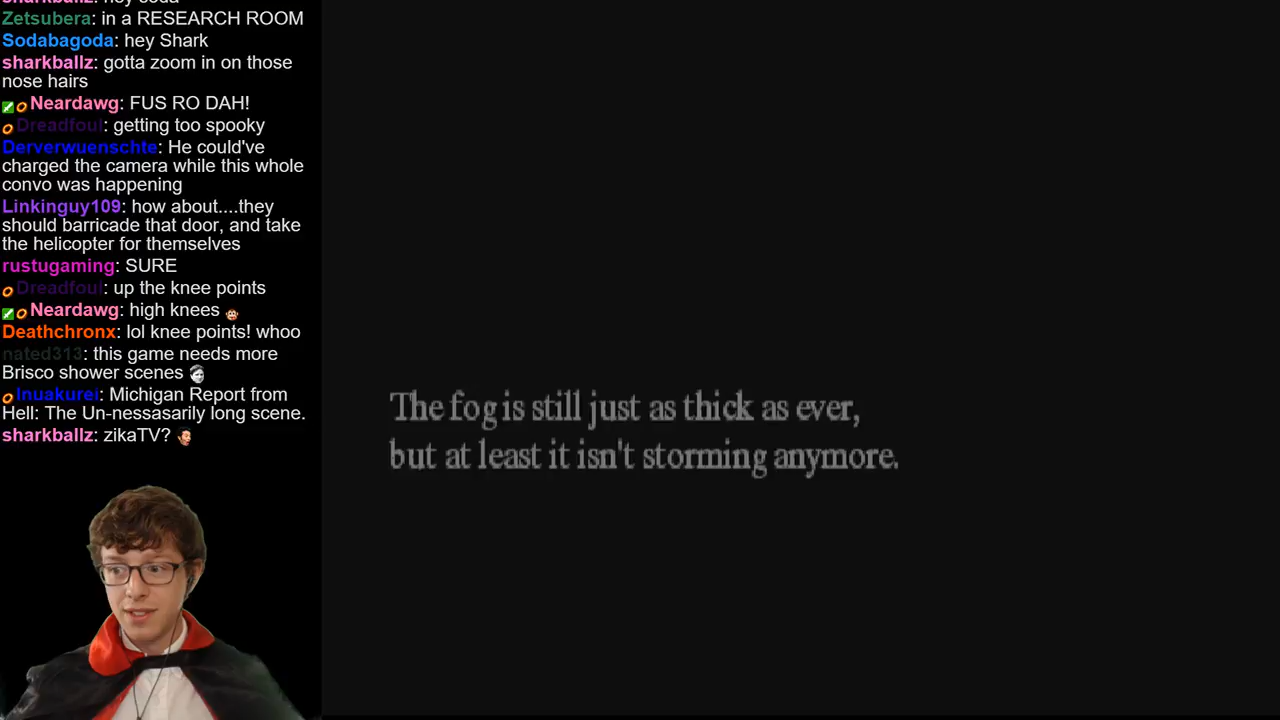 Zetsubera: in a RESEARCH ROOM
Sodabagoda: hey Shark
sharkballz: gotta zoom in on those
nose hairs
Neardawg: FUS RO DAH!
Dreadfoul: getting too spooky
Derverwuenschte: He could've
charged the camera while this whole
convo was happening
Linkinguy109: how about....they
should barricade that door, and take
the helicopter for themselves
rustugaming: SURE
Dreadfoul: up the knee points
Neardawg: high knees
Deathchronx: lol knee points! whoo
nated313: this game needs more
Brisco shower scenes
Inuakurei: Michigan Report from
Hell: The Un-nessasarily long scene.
sharkballz: zikaTV?
The fog is still just as thick as ever,
but at least it isn't storming anymore.